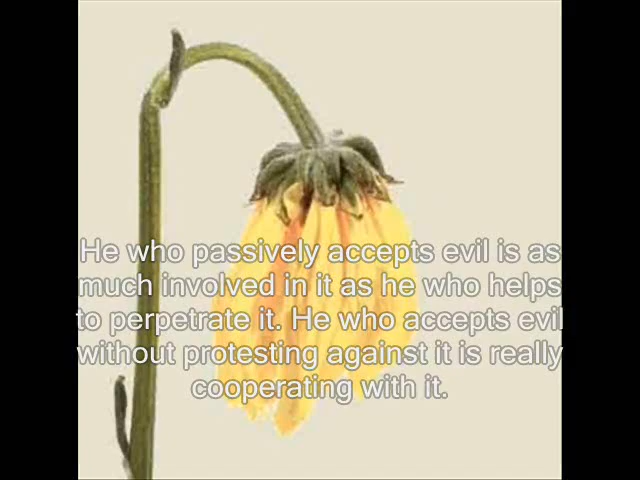 He who passively accepts evil is as
much involved in it as he who helps
to perpetrate it. He who accepts evil
without protesting against it is really
cooperating with it.